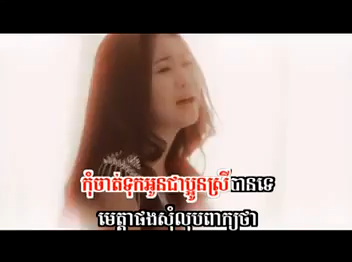 កុំចាត់ទុកអូនជាប្អូនស្រីបានទេ
មេត្តាផងសុំលុបពាក្យថា